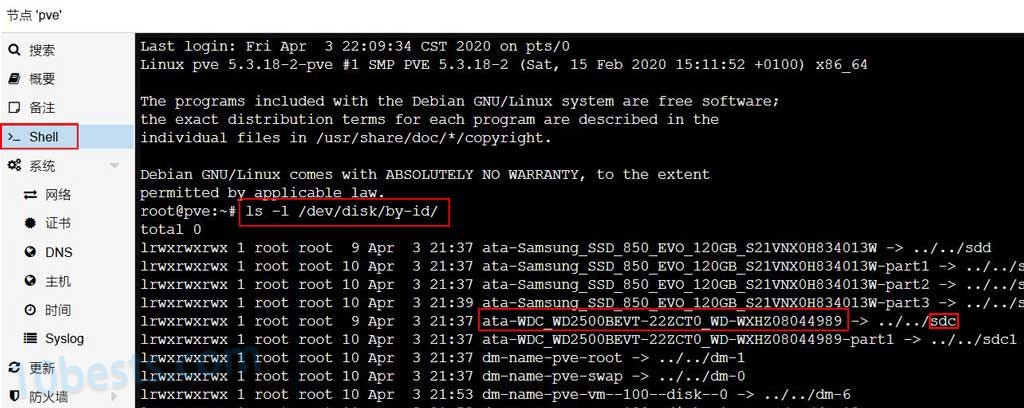 节点 'pve'
搜索
概要
备注
Shell
系统
网络
证书
DNS
主机
时间
Syslog
更新
防火墙
Last login: Fri Apr  3 22:09:34 CST 2020 on pts/0
Linux pve 5.3.18-2-pve #1 SMP PVE 5.3.18-2 (Sat, 15 Feb 2020 15:11:52 +0100) x86_64
The programs included with the Debian GNU/Linux system are free software;
the exact distribution terms for each program are described in the
individual files in /usr/share/doc/*/copyright.
Debian GNU/Linux comes with ABSOLUTELY NO WARRANTY, to the extent
permitted by applicable law.
root@pve:~# ls -l /dev/disk/by-id/
total 0
lrwxrwxrwx 1 root root  9 Apr  3 21:37 ata-Samsung_SSD_850_EVO_120GB_S21VNX0H834013W -> ../../sdd
lrwxrwxrwx 1 root root 10 Apr  3 21:37 ata-Samsung_SSD_850_EVO_120GB_S21VNX0H834013W-part1 -> ../../s
lrwxrwxrwx 1 root root 10 Apr  3 21:37 ata-Samsung_SSD_850_EVO_120GB_S21VNX0H834013W-part2 -> ../../s
lrwxrwxrwx 1 root root 10 Apr  3 21:39 ata-Samsung_SSD_850_EVO_120GB_S21VNX0H834013W-part3 -> ../../s
lrwxrwxrwx 1 root root  9 Apr  3 21:37 ata-WDC_WD2500BEVT-22ZCT0_WD-WXHZ08044989 -> ../../sdc
lrwxrwxrwx 1 root root 10 Apr  3 21:37 ata-WDC_WD2500BEVT-22ZCT0_WD-WXHZ08044989-part1 -> ../../sdc1
lrwxrwxrwx 1 root root 10 Apr  3 21:37 dm-name-pve-root -> ../../dm-1
lrwxrwxrwx 1 root root 10 Apr  3 21:37 dm-name-pve-swap -> ../../dm-0
lrwxrwxrwx 1 root root 10 Apr  3 21:53 dm-name-pve-vm--100--disk--0 -> ../../dm-6
10bests.com